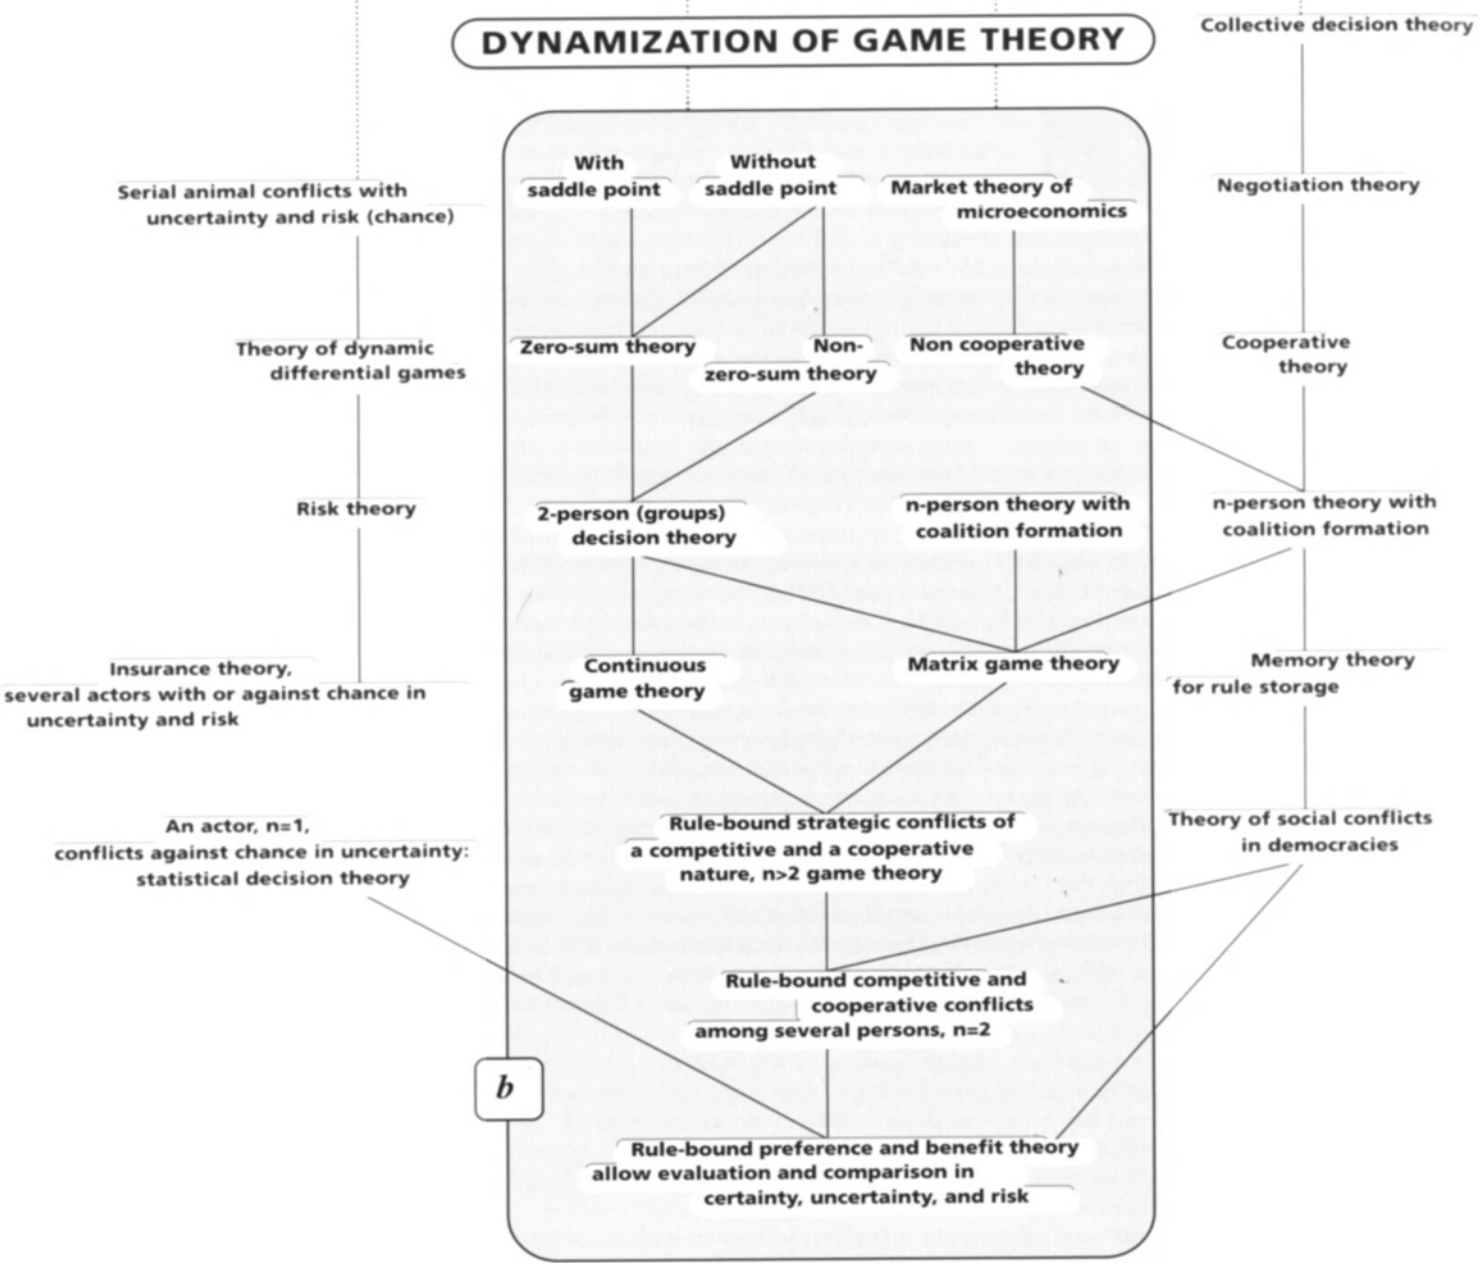 DYNAMIZATION OF GAME THEORY
Collective decision theory
With
saddle point
Without
saddle point
Market theory of
microeconomics
Serial animal conflicts with
uncertainty and risk (chance)
Negotiation theory
Theory of dynamic
differential games
Zero-sum theory
Non-
zero-sum theory
Non cooperative
theory
Cooperative
theory
Risk theory
2-person (groups)
decision theory
n-person theory with
coalition formation
n-person theory with
coalition formation
Insurance theory,
several actors with or against chance in
uncertainty and risk
Continuous
game theory
Matrix game theory
Memory theory
for rule storage
An actor, n=1,
conflicts against chance in uncertainty:
statistical decision theory
Rule-bound strategic conflicts of
a competitive and a cooperative
nature, n>2 game theory
Theory of social conflicts
in democracies
Rule-bound competitive and
cooperative conflicts
among several persons, n=2
b
Rule-bound preference and benefit theory
allow evaluation and comparison in
certainty, uncertainty, and risk